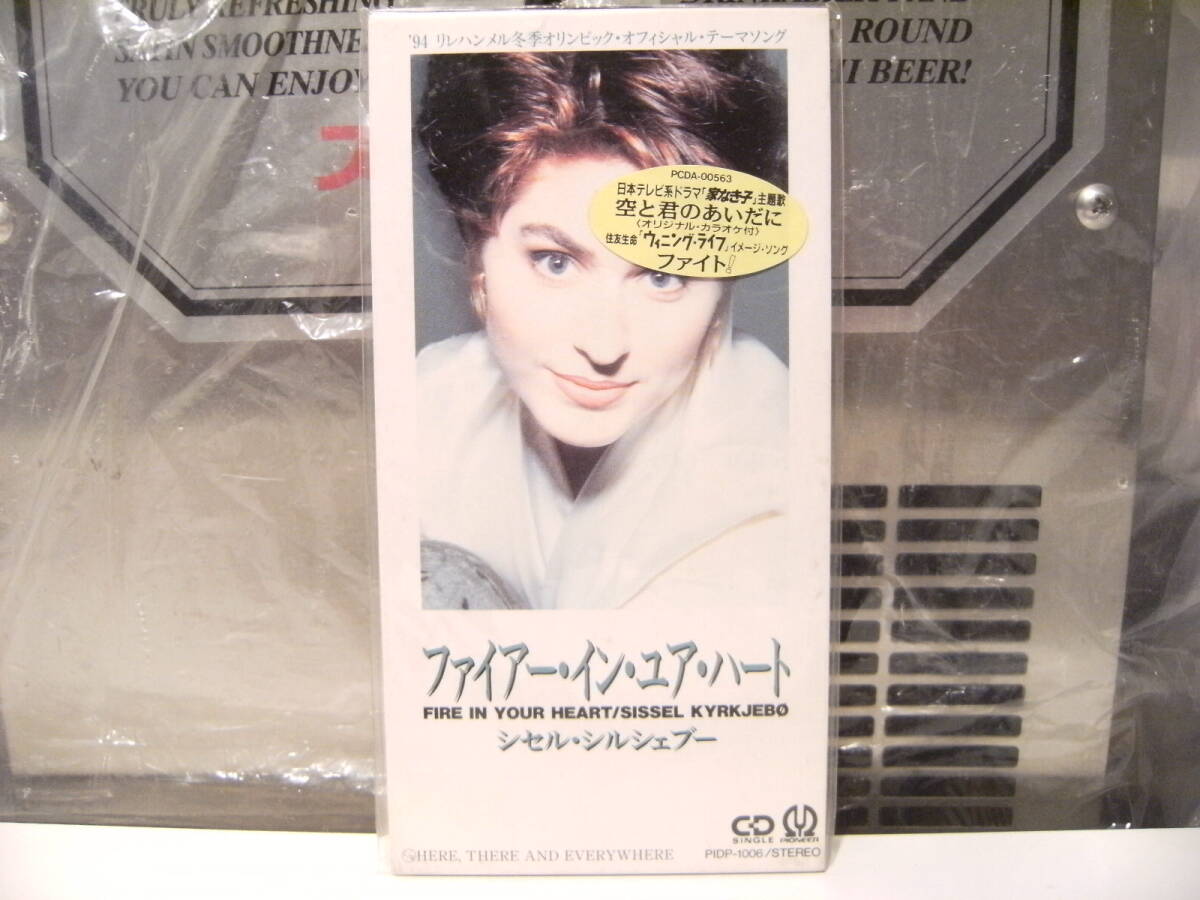 TRULY REFRESHING
SATIN SMOOTHNE
YOU CAN ENJOY
ROUND
HI BEER!
'94 リレハンメル冬季オリンピック・オフィシャル・テーマソング
PCDA-00563
日本テレビ系ドラマ「家なき子」主題歌
空と君のあいだに
〈オリジナル・カラオケ付〉
住友生命「ウィニング・ライフ」イメージ・ソング
ファイト!
ファイアー・イン・ユア・ハート
FIRE IN YOUR HEART/SISSEL KYRKJEBØ
シセル・シルシェブー
CD
SINGLE
PIONEER
HERE, THERE AND EVERYWHERE
PIDP-1006/STEREO